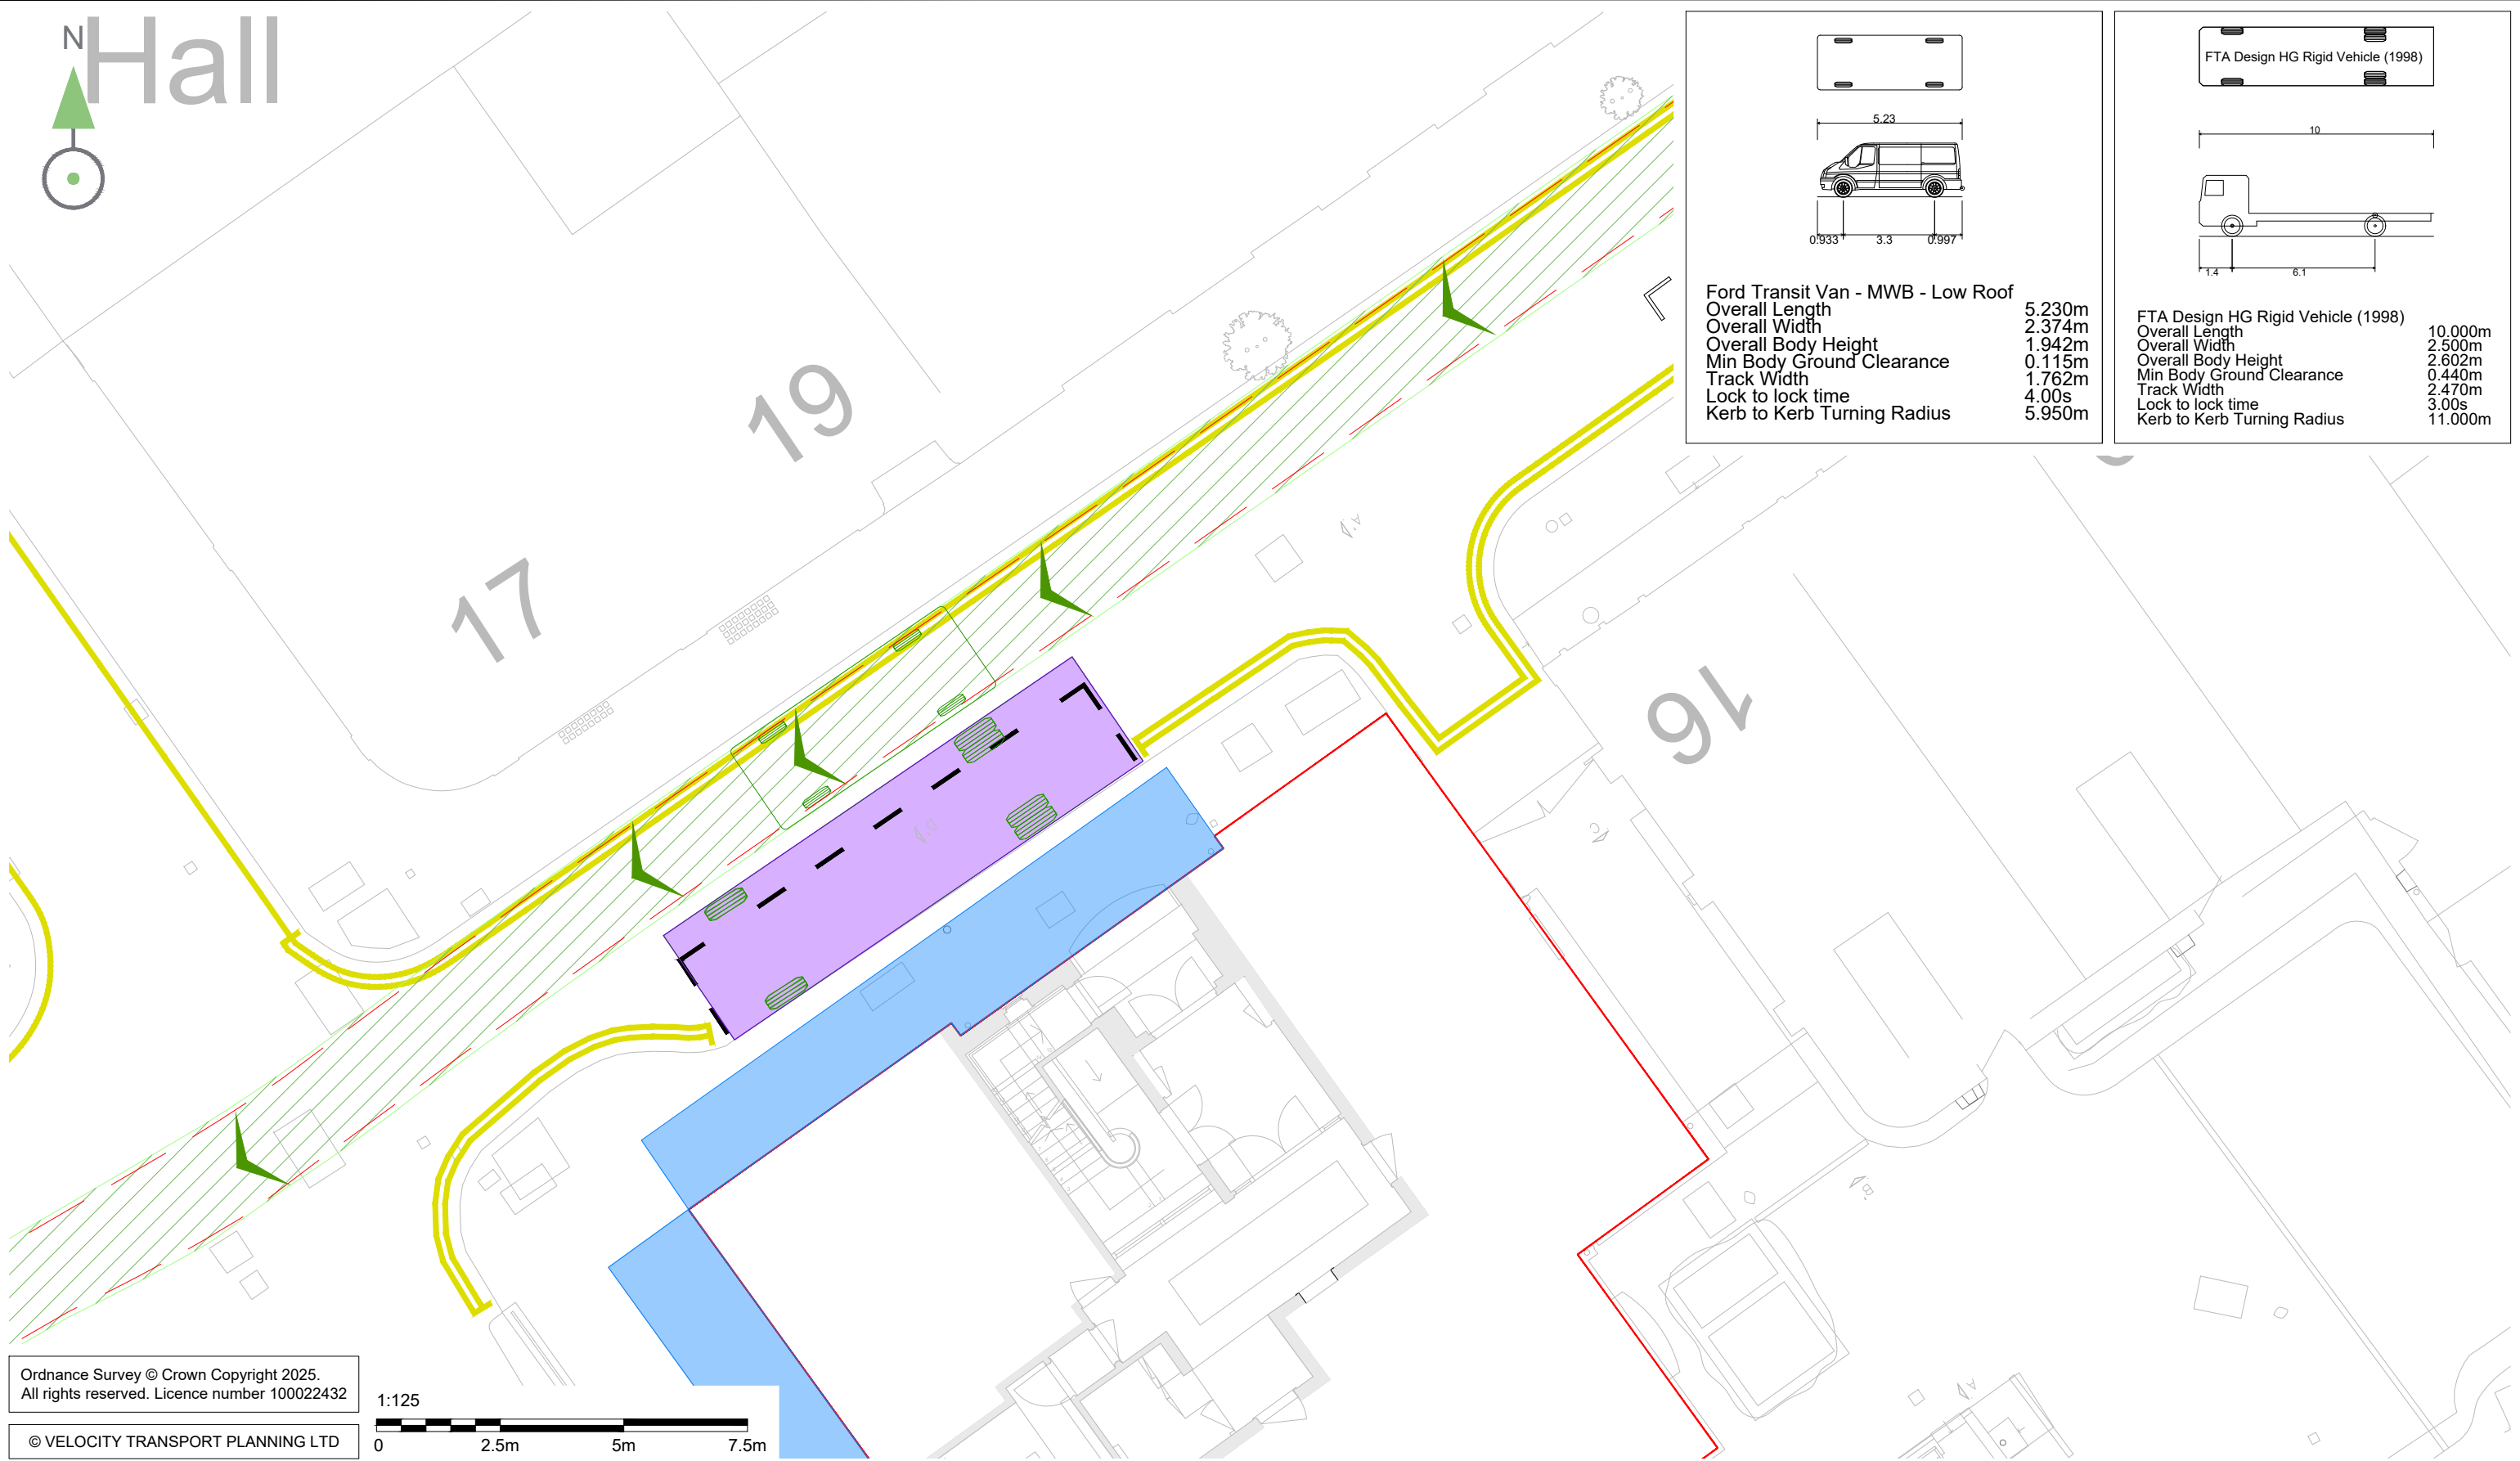 N
Hall
19
17
16
5.23
0.933 3.3 0.997
Ford Transit Van - MWB - Low Roof
Overall Length 5.230m
Overall Width 2.374m
Overall Body Height 1.942m
Min Body Ground Clearance 0.115m
Track Width 1.762m
Lock to lock time 4.00s
Kerb to Kerb Turning Radius 5.950m
FTA Design HG Rigid Vehicle (1998)
10
1.4 6.1
FTA Design HG Rigid Vehicle (1998)
Overall Length 10.000m
Overall Width 2.500m
Overall Body Height 2.602m
Min Body Ground Clearance 0.440m
Track Width 2.470m
Lock to lock time 3.00s
Kerb to Kerb Turning Radius 11.000m
Ordnance Survey © Crown Copyright 2025.
All rights reserved. Licence number 100022432
© VELOCITY TRANSPORT PLANNING LTD
1:125
0 2.5m 5m 7.5m